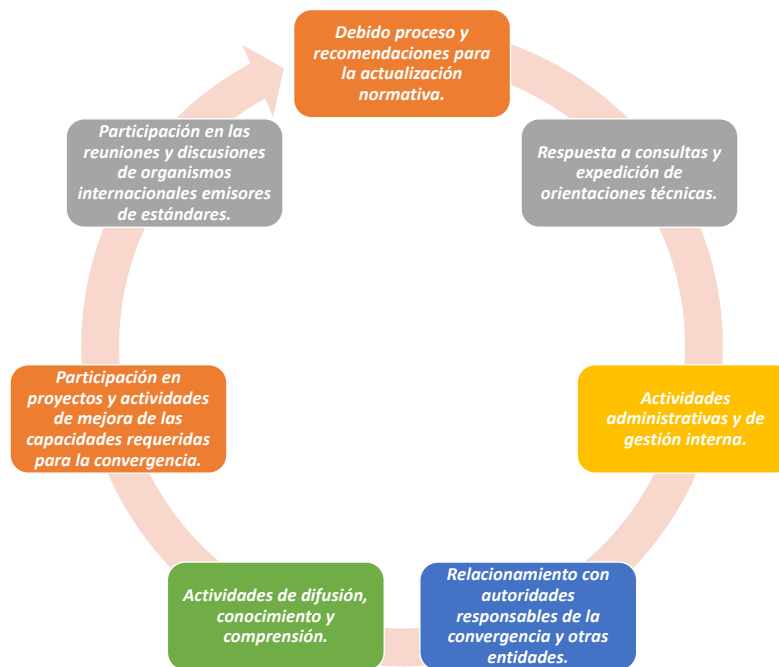 Debido proceso y
recomendaciones para
la actualización
normativa.
Respuesta a consultas y
expedición de
orientaciones técnicas.
Actividades
administrativas y de
gestión interna.
Relacionamiento con
autoridades
responsables de la
convergencia y otras
entidades.
Actividades de difusión,
conocimiento y
comprensión.
Participación en
proyectos y actividades
de mejora de las
capacidades requeridas
para la convergencia.
Participación en las
reuniones y discusiones
de organismos
internacionales emisores
de estándares.